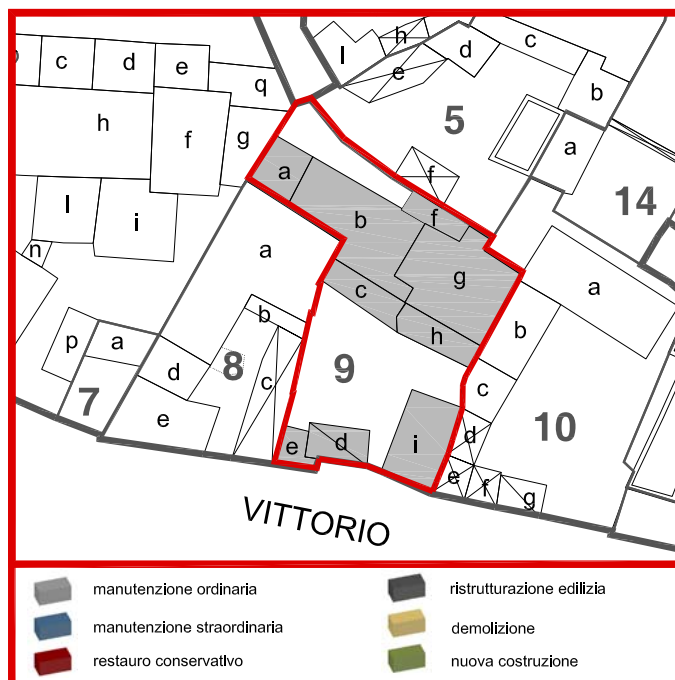 l h d c
c d e q e b
h f g 5 a
a f 14
l i b f
n a g a
c
b h b
p a d 8 c 9 c
7 e e d i d 10
e f g
VITTORIO
manutenzione ordinaria
manutenzione straordinaria
restauro conservativo
ristrutturazione edilizia
demolizione
nuova costruzione